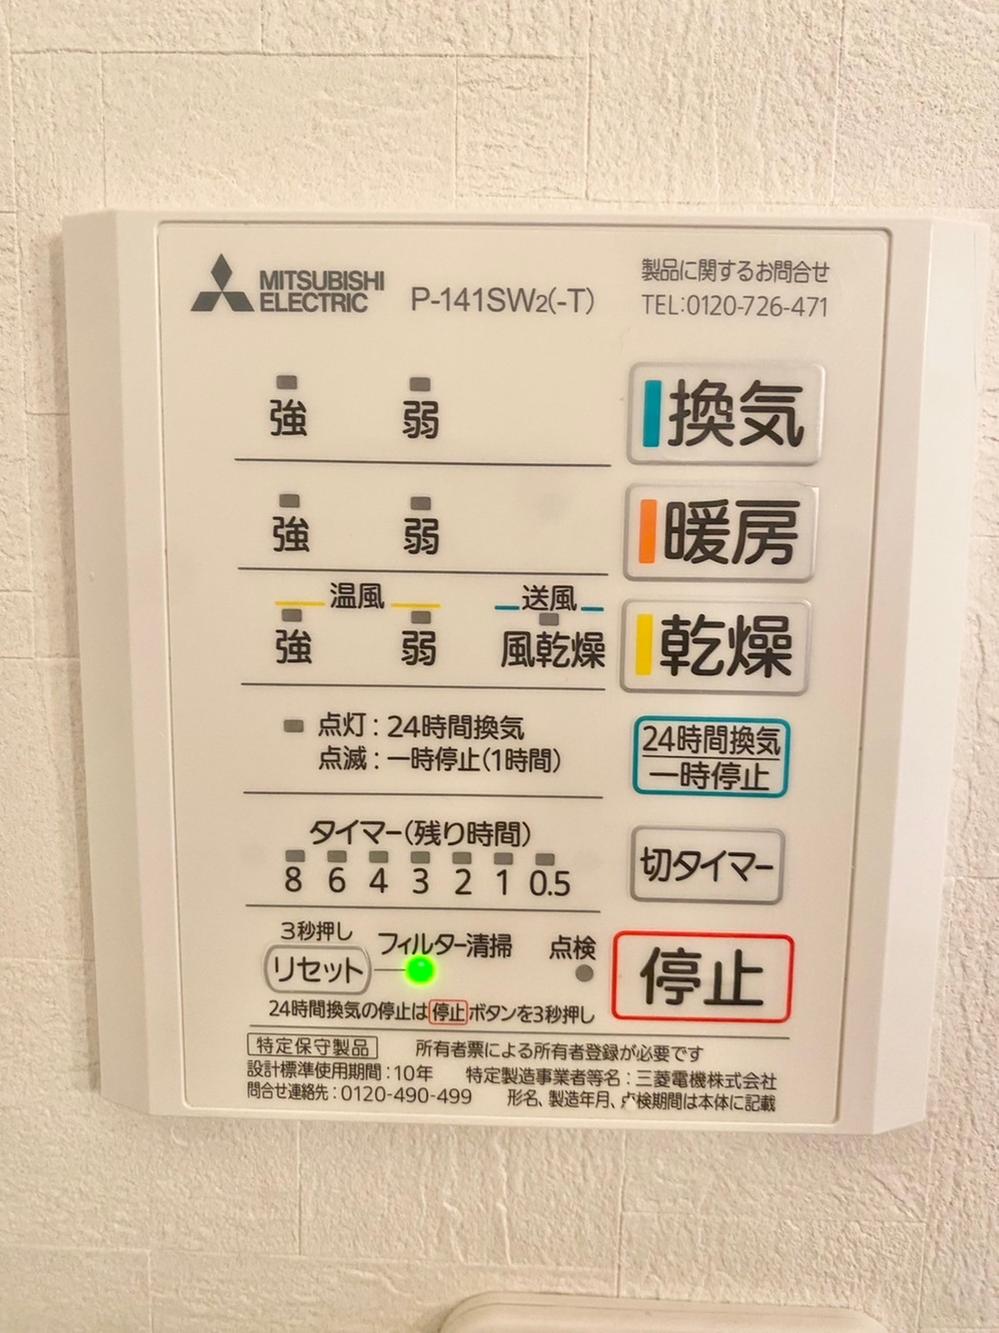 MITSUBISHI
ELECTRIC
P-141SW2(-T)
製品に関するお問合せ
TEL:0120-726-471
強 弱 換気
強 弱 暖房
温風 送風
強 弱 風乾燥 乾燥
点灯:24時間換気
点滅:一時停止(1時間)
24時間換気
一時停止
タイマー(残り時間)
8 6 4 3 2 1 0.5
切タイマー
3秒押し
リセット フィルター清掃 点検
停止
24時間換気の停止は停止ボタンを3秒押し
特定保守製品 所有者票による所有者登録が必要です
設計標準使用期間:10年 特定製造事業者等名:三菱電機株式会社
問合せ連絡先:0120-490-499 形名、製造年月、点検期間は本体に記載